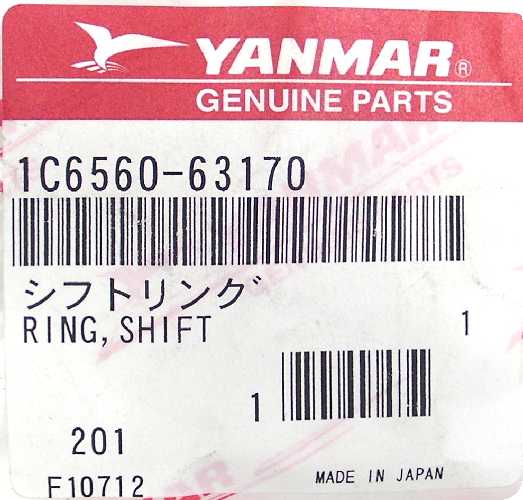 YANMAR®
GENUINE PARTS
1C6560-63170
シフトリング
RING, SHIFT
1
1
201
F10712
MADE IN JAPAN